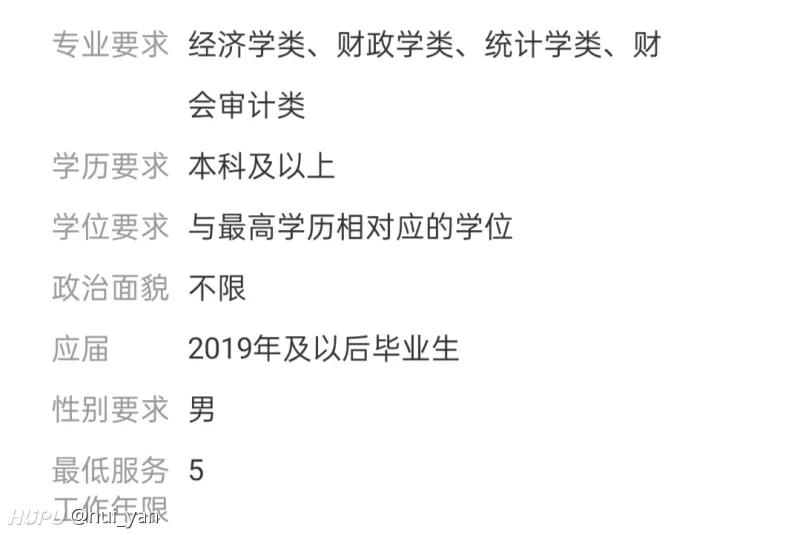 专业要求 经济学类、财政学类、统计学类、财
会审计类
学历要求 本科及以上
学位要求 与最高学历相对应的学位
政治面貌 不限
应届 2019年及以后毕业生
性别要求 男
最低服务 5
工作年限
HUPU @hui_yan